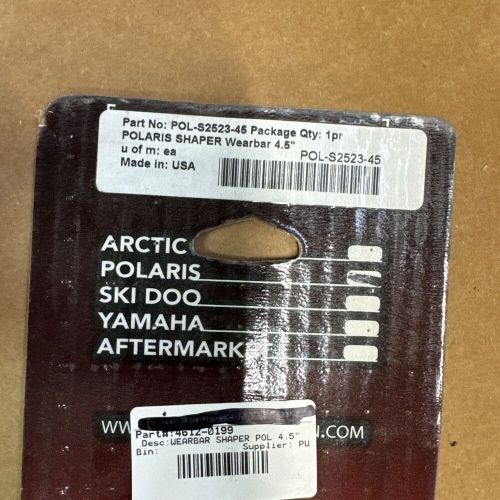 Part No: POL-S2523-45 Package Qty: 1pr
POLARIS SHAPER Wearbar 4.5"
u of m: ea
POL-S2523-45
Made in: USA
ARCTIC
POLARIS
SKI DOO
YAMAHA
AFTERMARKE
WWW.
N.COM
Part#:4612-0199
Desc:WEARBAR SHAPER POL 4.5"
Bin: Supplier: PU